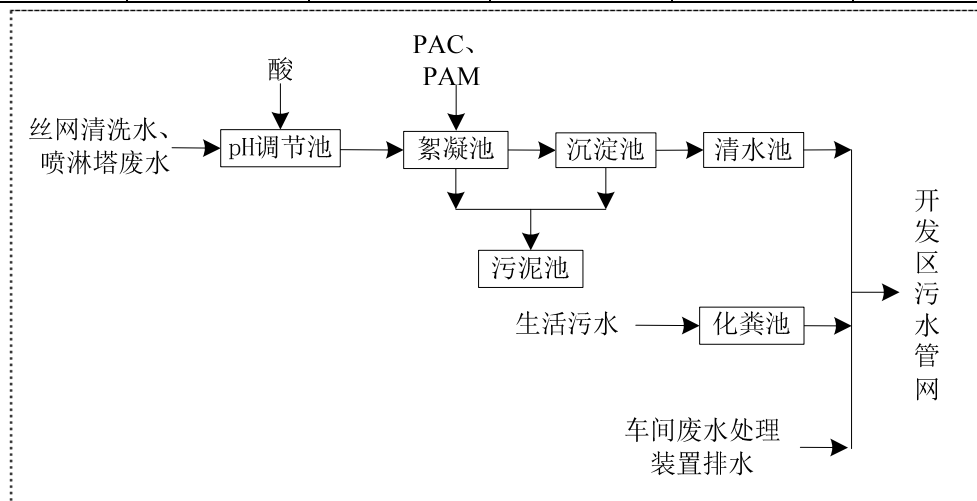 酸
PAC、
PAM
丝网清洗水、
喷淋塔废水
pH调节池
絮凝池
沉淀池
清水池
污泥池
生活污水
化粪池
车间废水处理
装置排水
开
发
区
污
水
管
网